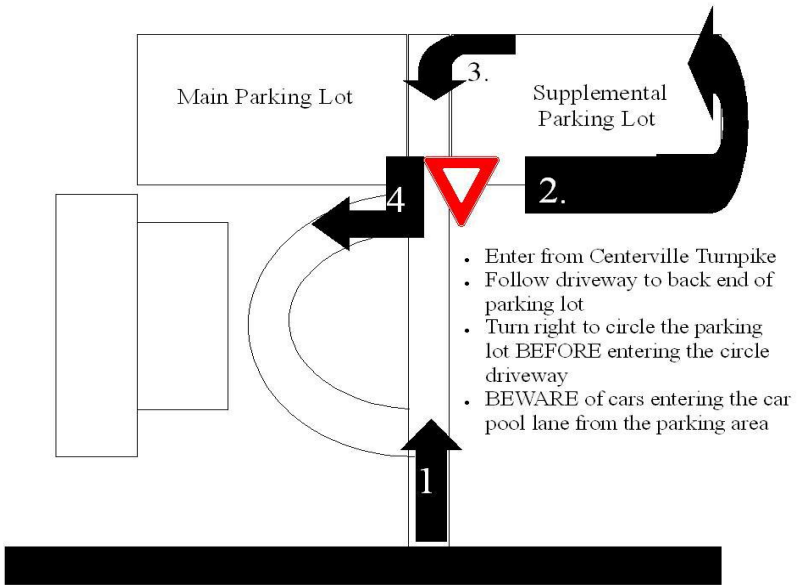 3.
Main Parking Lot
Supplemental
Parking Lot
4
2.
• Enter from Centerville Turnpike
• Follow driveway to back end of
parking lot
• Turn right to circle the parking
lot BEFORE entering the circle
driveway
• BEWARE of cars entering the car
pool lane from the parking area
1